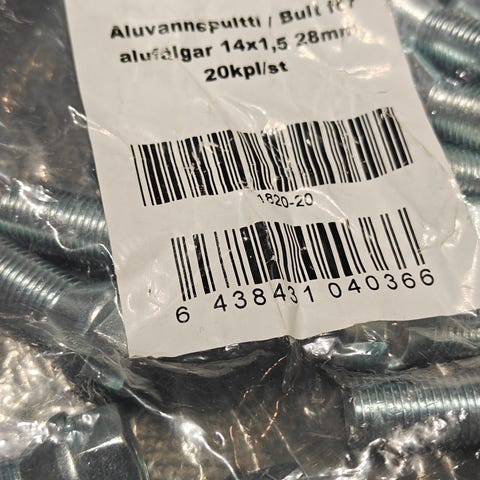 Aluvannepultti / Bult för
alufälgar 14x1,5 28mm
20kpl/st
1820-20
6 438431 040366